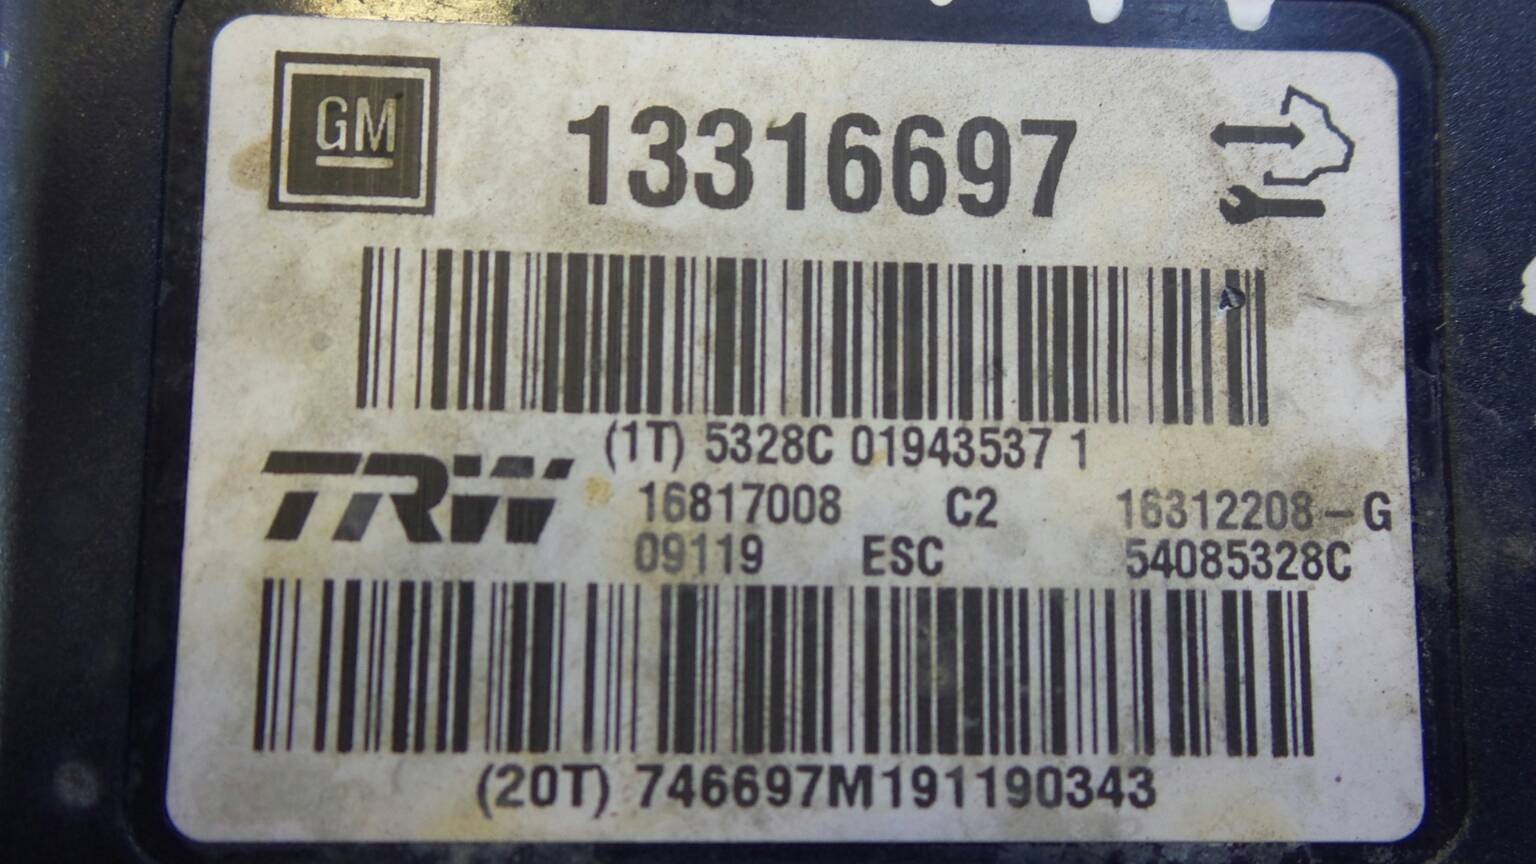 GM
13316697
(1T) 5328C 01943537 1
TRW
16817008 C2 16312208-G
09119 ESC 54085328C
(20T) 746697M191190343